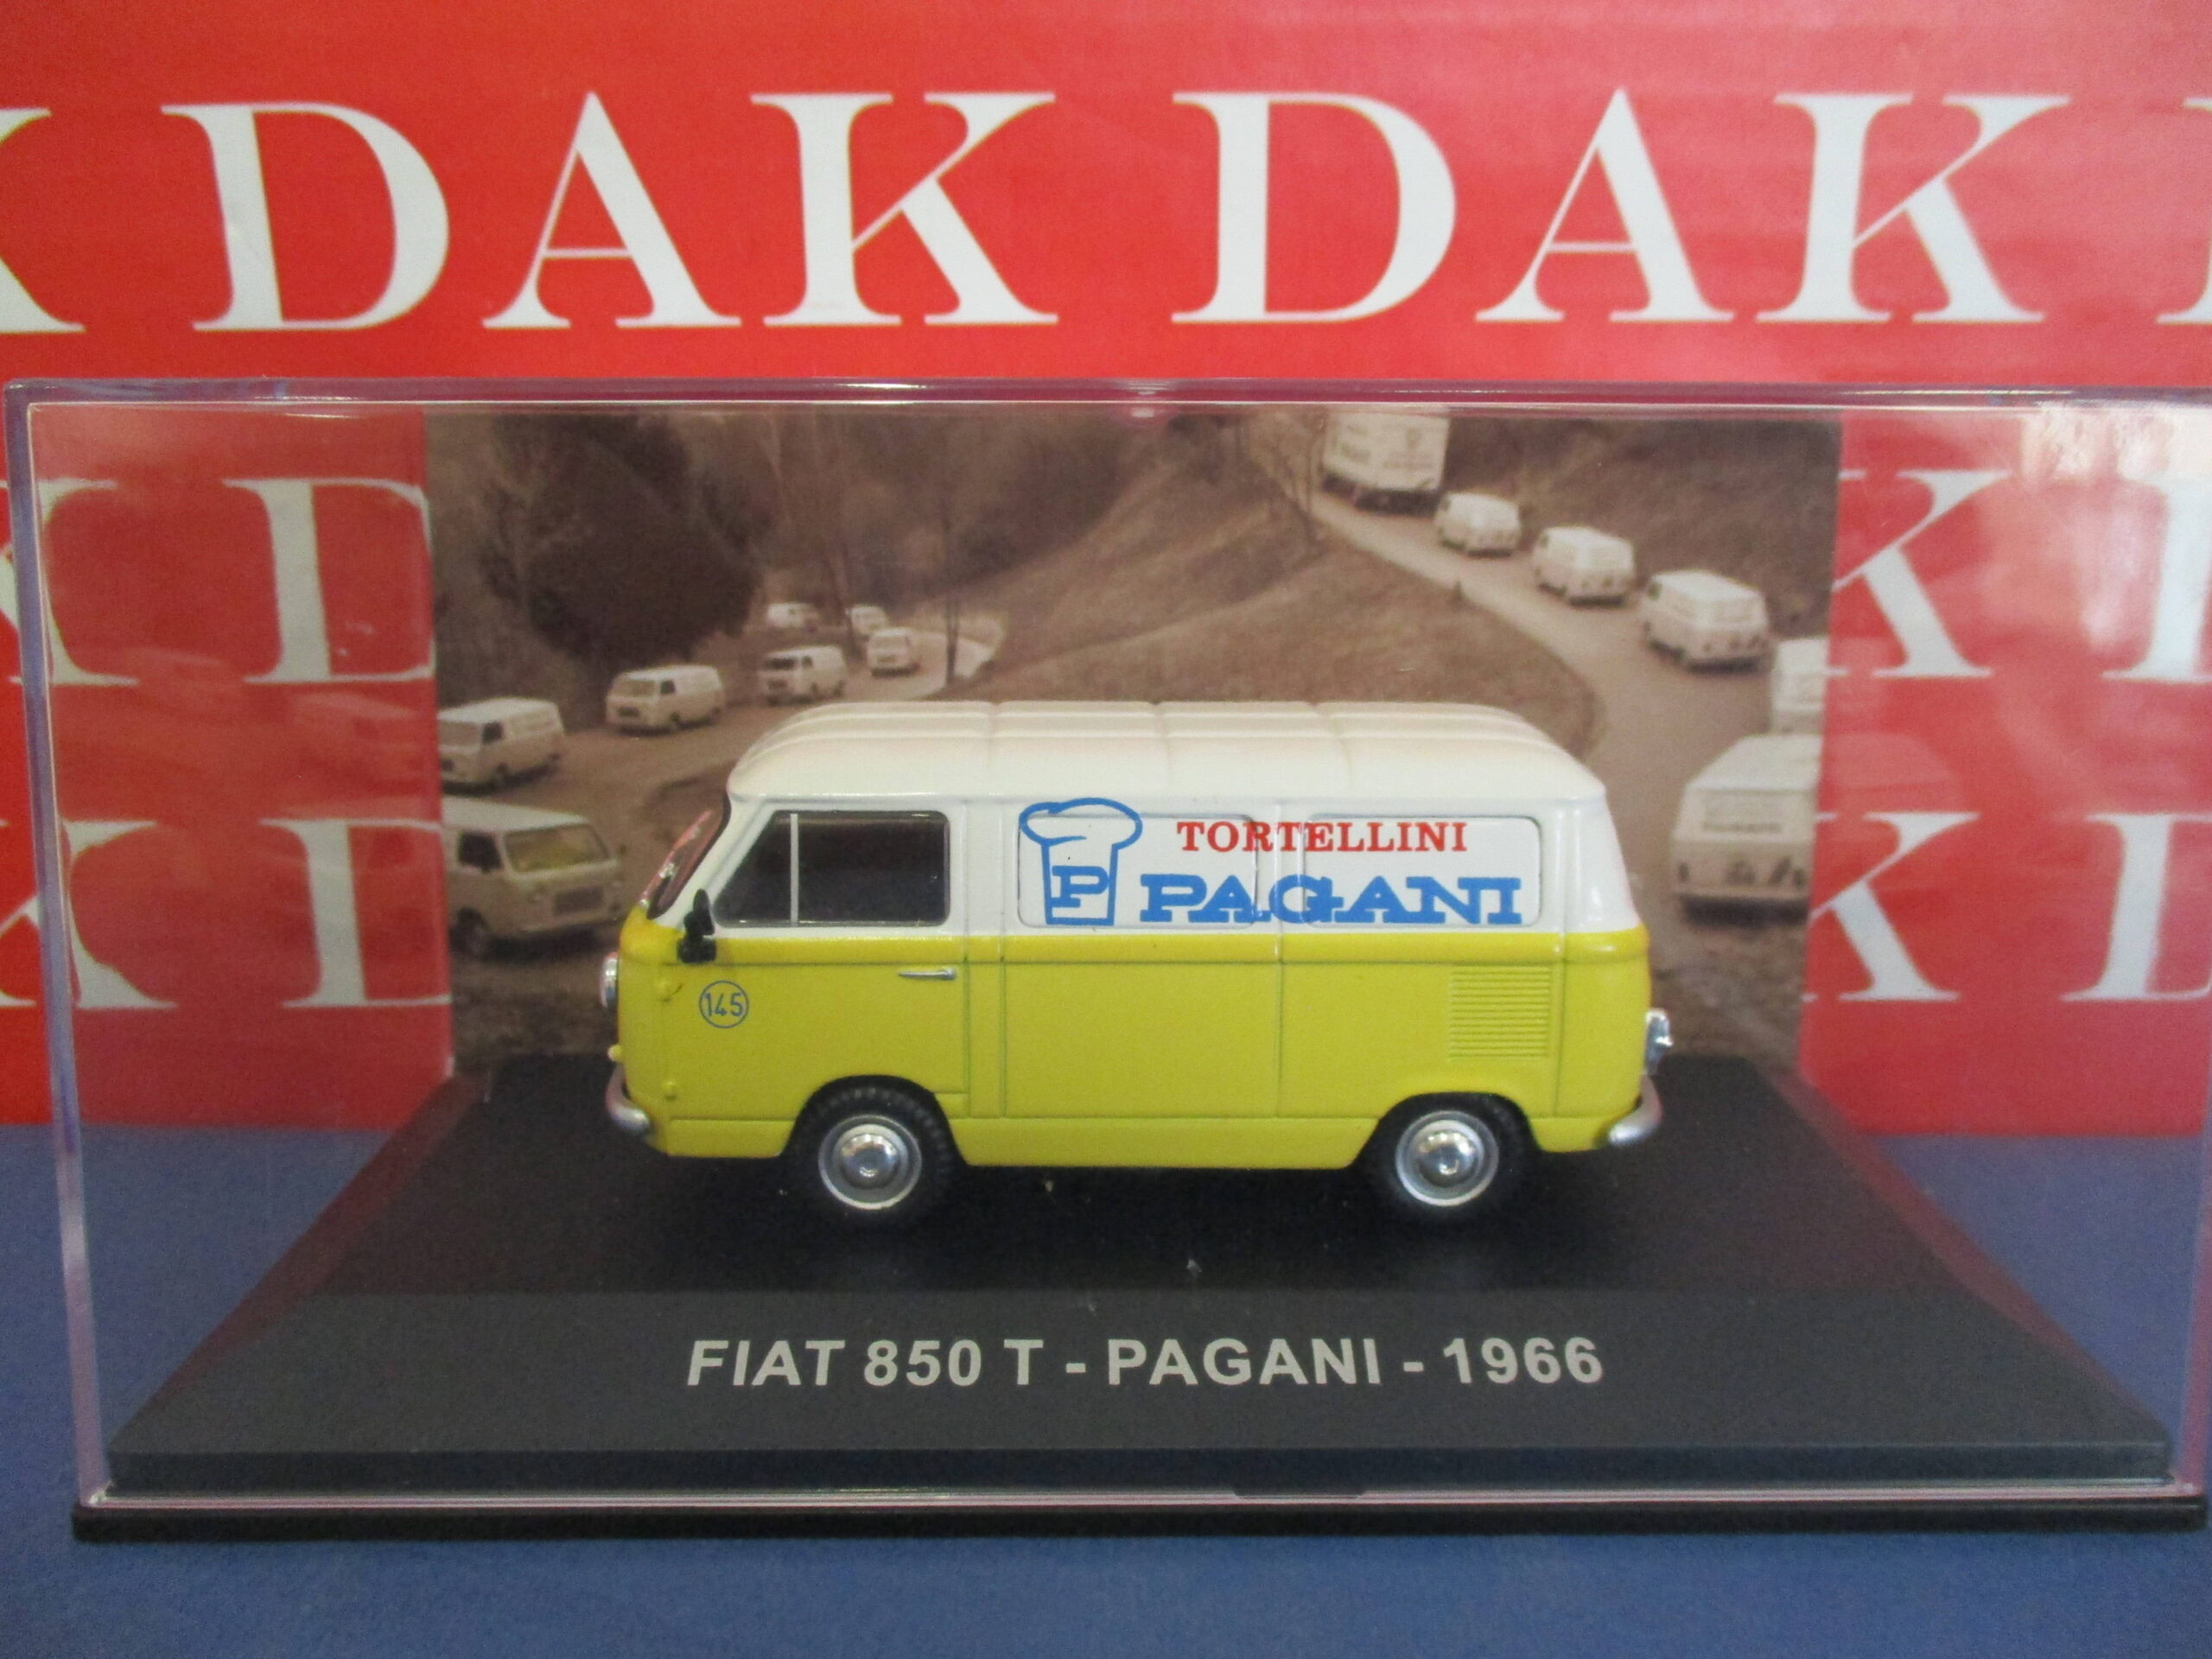 K DAK DAK
K D K D
K D K D
TORTELLINI
P PAGANI
145
FIAT 850 T - PAGANI - 1966